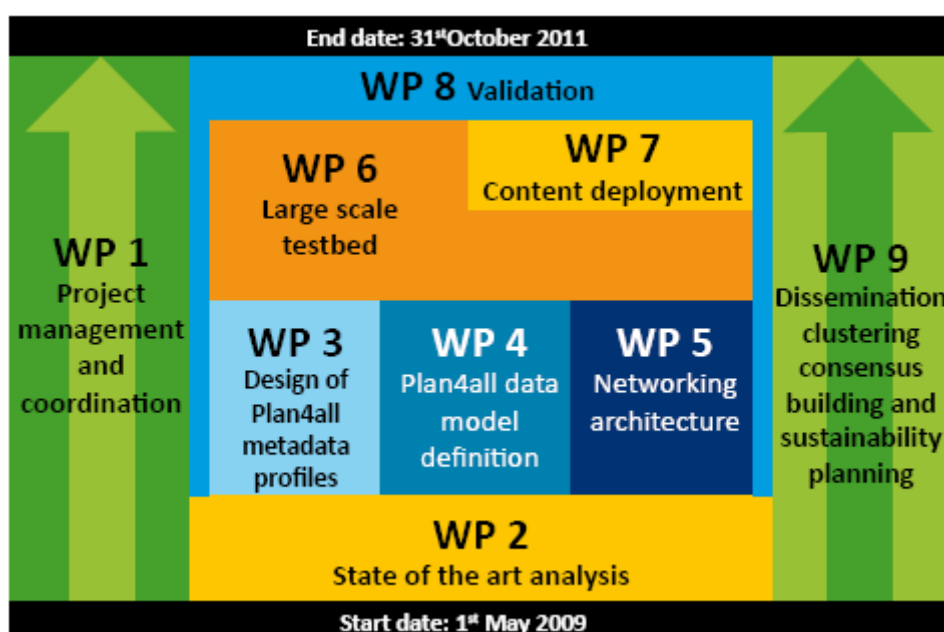 End date: 31stOctober 2011
WP 8 Validation
WP 6
Large scale
testbed
WP 7
Content deployment
WP 1
Project
management
and
coordination
WP 9
Dissemination
clustering
consensus
building and
sustainability
planning
WP 3
Design of
Plan4all
metadata
profiles
WP 4
Plan4all data
model
definition
WP 5
Networking
architecture
WP 2
State of the art analysis
Start date: 1st May 2009